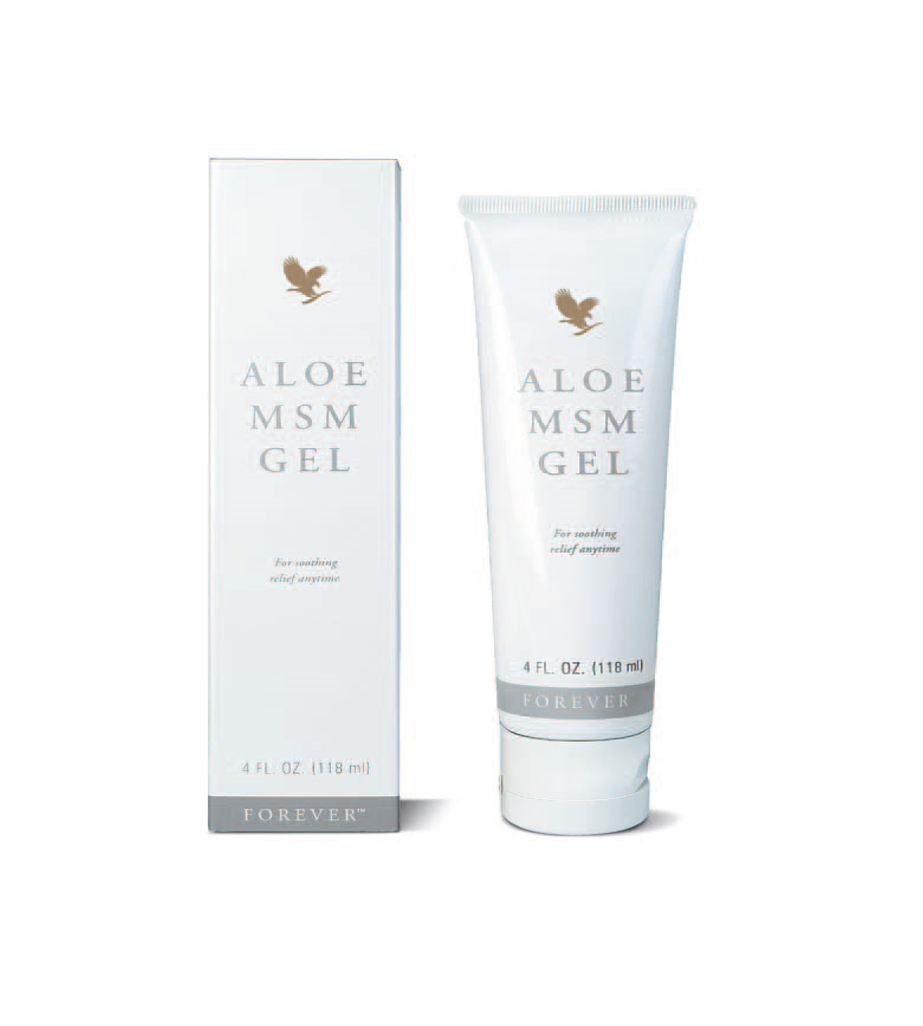 ALOE
MSM
GEL
For soothing
relief anytime
4 FL. OZ. (118 ml)
FOREVER™
ALOE
MSM
GEL
For soothing
relief anytime
4 FL. OZ. (118 ml)
FOREVER